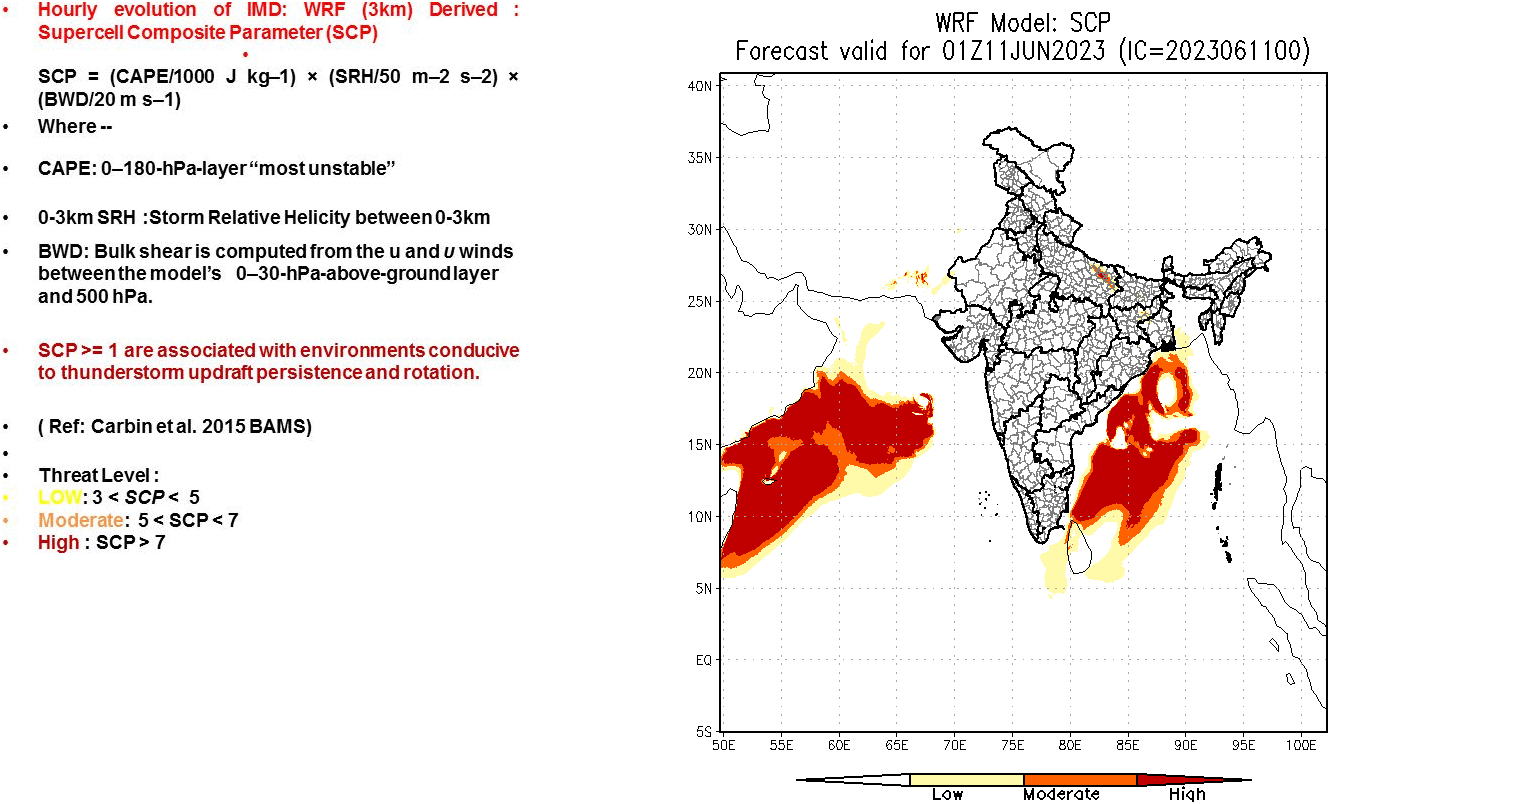 • Hourly evolution of IMD: WRF (3km) Derived :
Supercell Composite Parameter (SCP)
•
SCP = (CAPE/1000 J kg–1) × (SRH/50 m–2 s–2) ×
(BWD/20 m s–1)
• Where --
• CAPE: 0–180-hPa-layer “most unstable”
• 0-3km SRH :Storm Relative Helicity between 0-3km
• BWD: Bulk shear is computed from the u and υ winds
between the model’s 0–30-hPa-above-ground layer
and 500 hPa.
• SCP >= 1 are associated with environments conducive
to thunderstorm updraft persistence and rotation.
• ( Ref: Carbin et al. 2015 BAMS)
•
• Threat Level :
• LOW: 3 < SCP < 5
• Moderate: 5 < SCP < 7
• High : SCP > 7
WRF Model: SCP
Forecast valid for 01Z11JUN2023 (IC=2023061100)
40N
35N
30N
25N
20N
15N
10N
5N
EQ
5S
50E 55E 60E 65E 70E 75E 80E 85E 90E 95E 100E
Low Moderate High